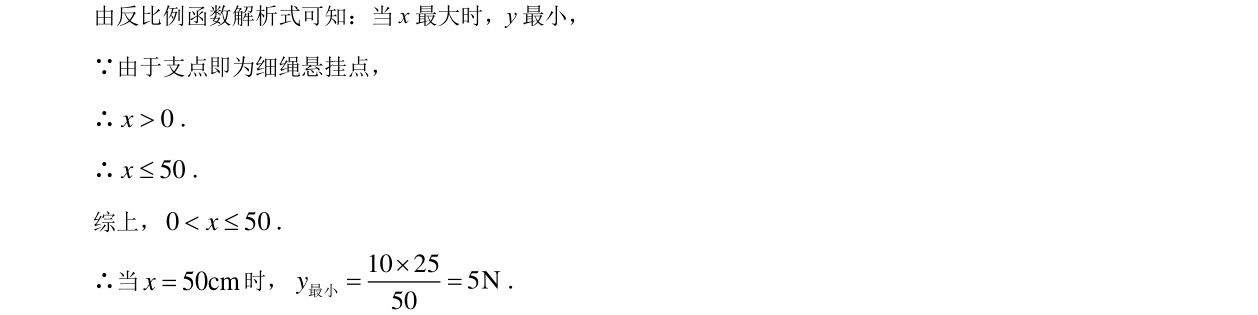 由反比例函数解析式可知：当 x 最大时，y 最小，
∵由于支点即为细绳悬挂点，
∴ x > 0 .
∴ x ≤ 50 .
综上，0 < x ≤ 50 .
∴当 x = 50cm 时， y最小 = \frac{10×25}{50} = 5N .